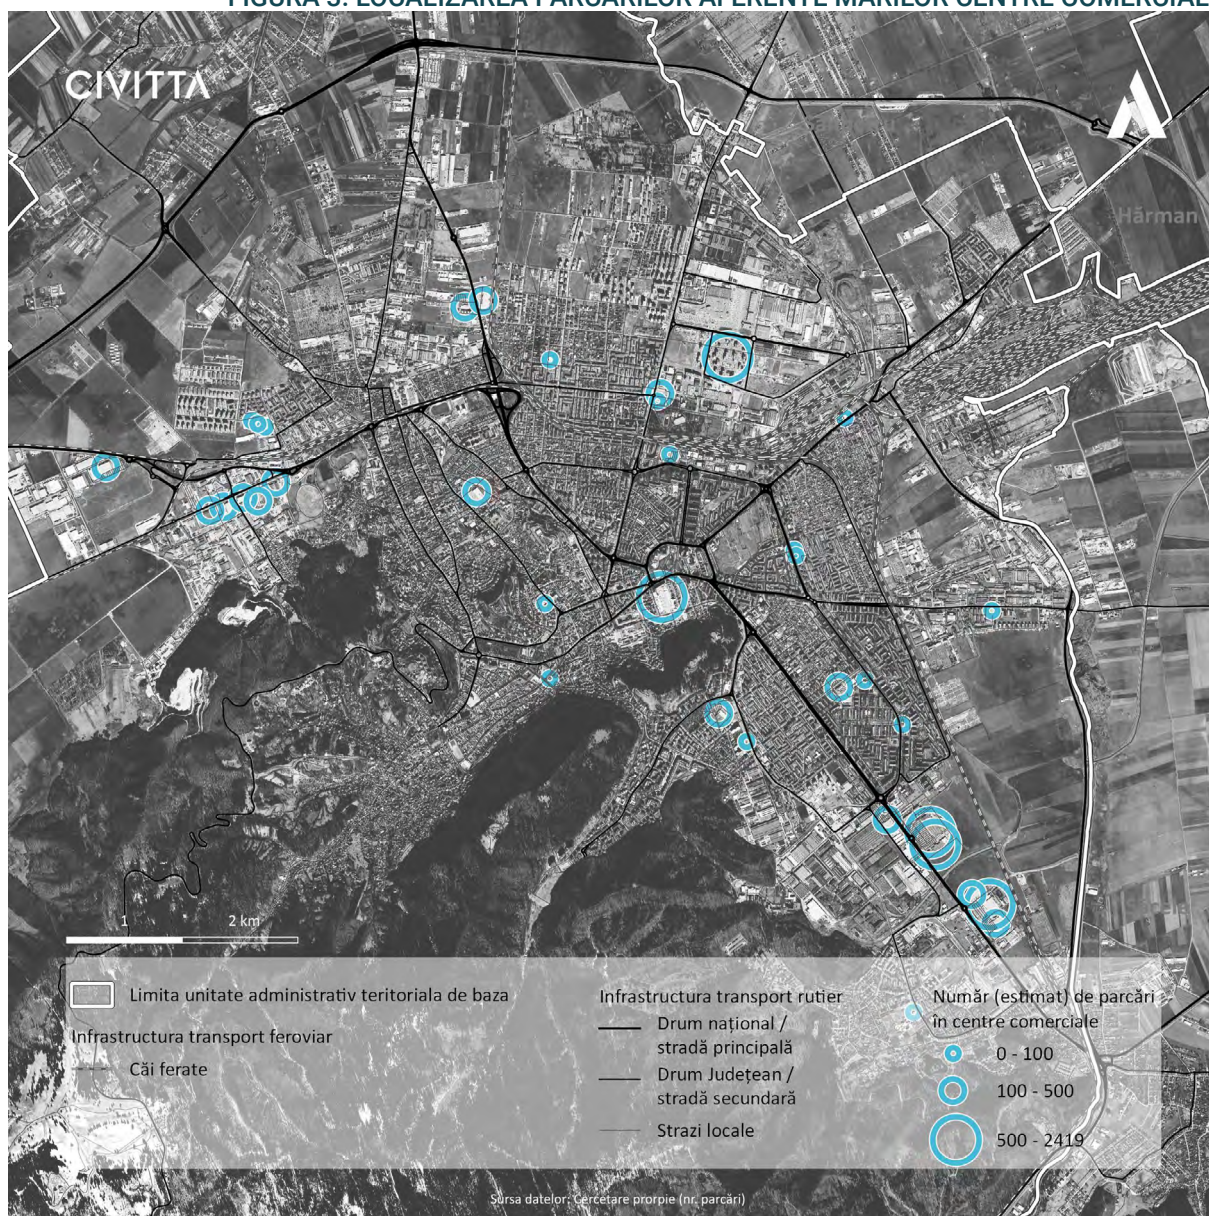 FIGURA 3. LOCALIZAREA PARCĂRILOR AFERENTE MARILOR CENTRE COMERCIALE
CIVITTA
Hărman
1 2 km
Limita unitate administrativ teritoriala de baza
Infrastructura transport feroviar
Căi ferate
Infrastructura transport rutier
Drum național /
stradă principală
Drum Județean /
stradă secundară
Strazi locale
Număr (estimat) de parcări
în centre comerciale
0 - 100
100 - 500
500 - 2419
Sursa datelor: Cercetare prorpie (nr. parcări)